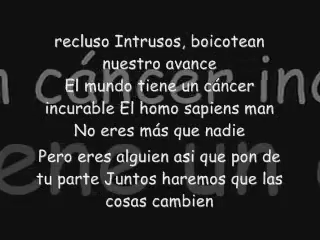 recluso Intrusos, boicotean
nuestro avance
El mundo tiene un cáncer
incurable El homo sapiens man
No eres más que nadie
Pero eres alguien asi que pon de
tu parte Juntos haremos que las
cosas cambien